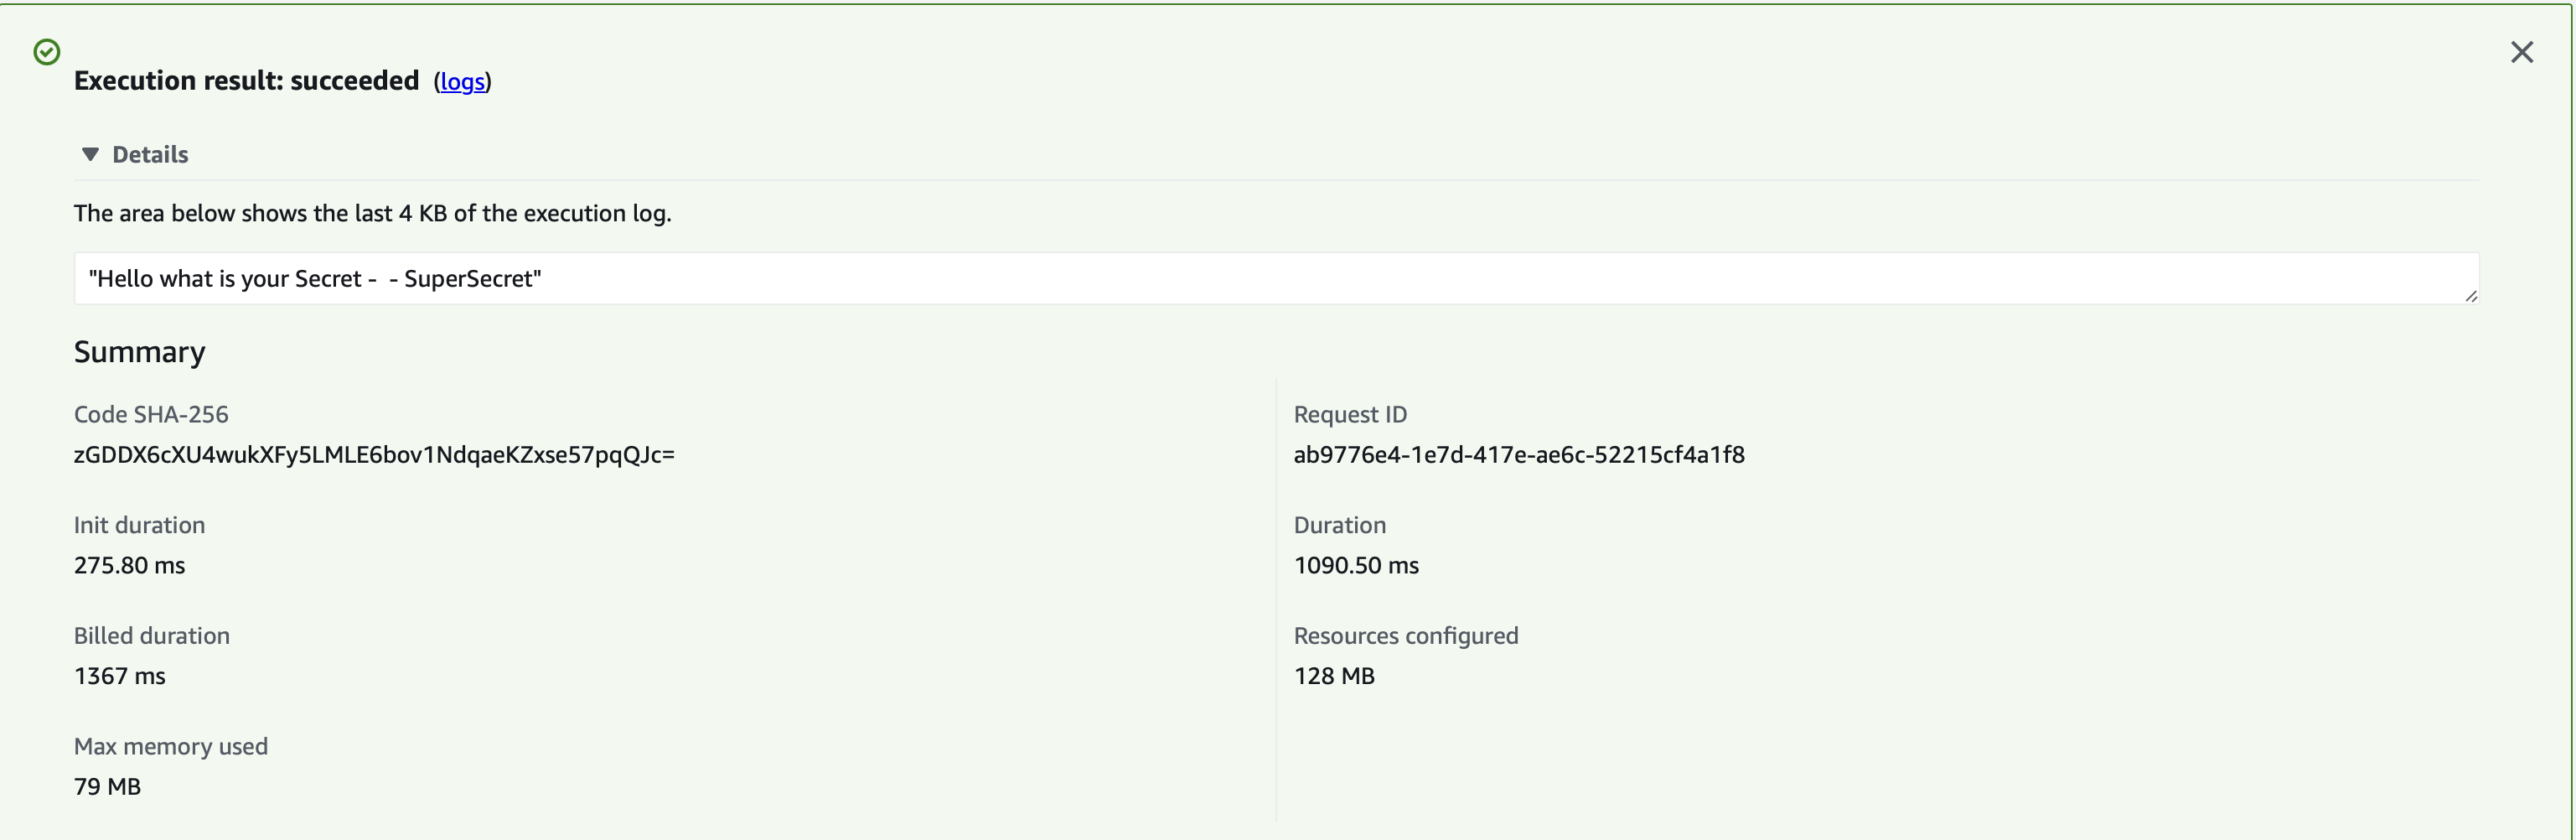 Execution result: succeeded (logs)
Details
The area below shows the last 4 KB of the execution log.
"Hello what is your Secret -  - SuperSecret"
Summary
Code SHA-256
zGDDX6cXU4wukXFy5LMLE6bov1NdqaeKZxse57pqQJc=
Request ID
ab9776e4-1e7d-417e-ae6c-52215cf4a1f8
Init duration
275.80 ms
Duration
1090.50 ms
Billed duration
1367 ms
Resources configured
128 MB
Max memory used
79 MB